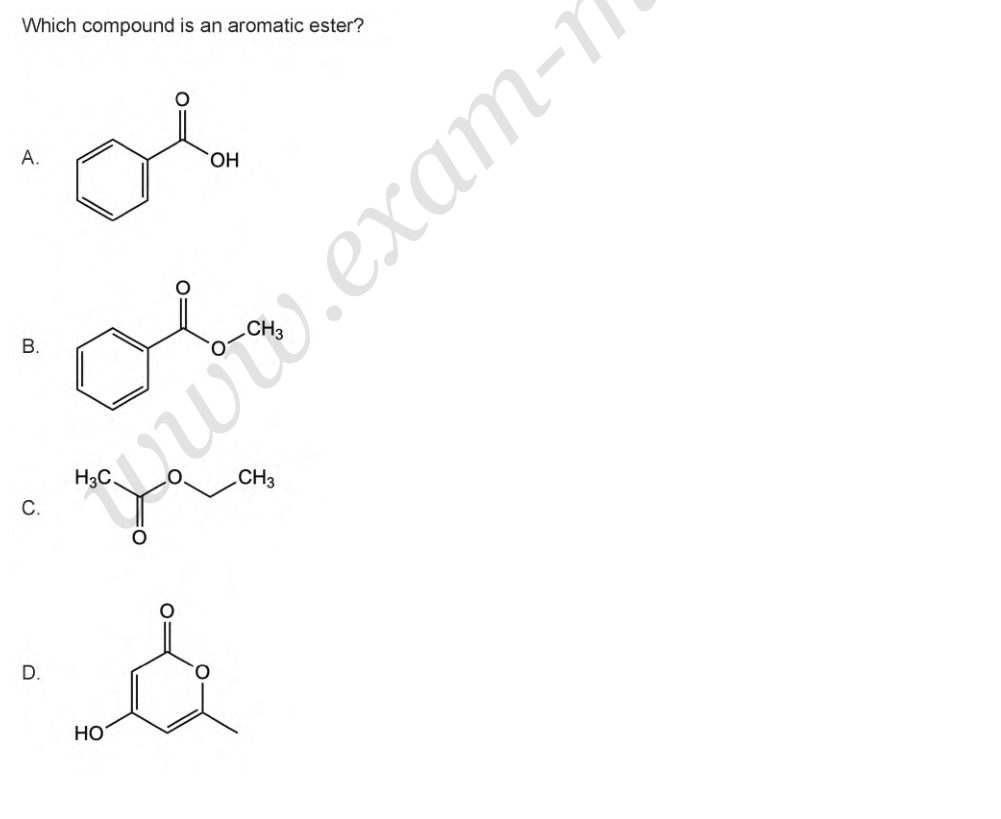 Which compound is an aromatic ester?
O
A.
OH
O
CH3
B.
O
H3C
O
CH3
C.
O
O
D.
O
HO
www.exam-m